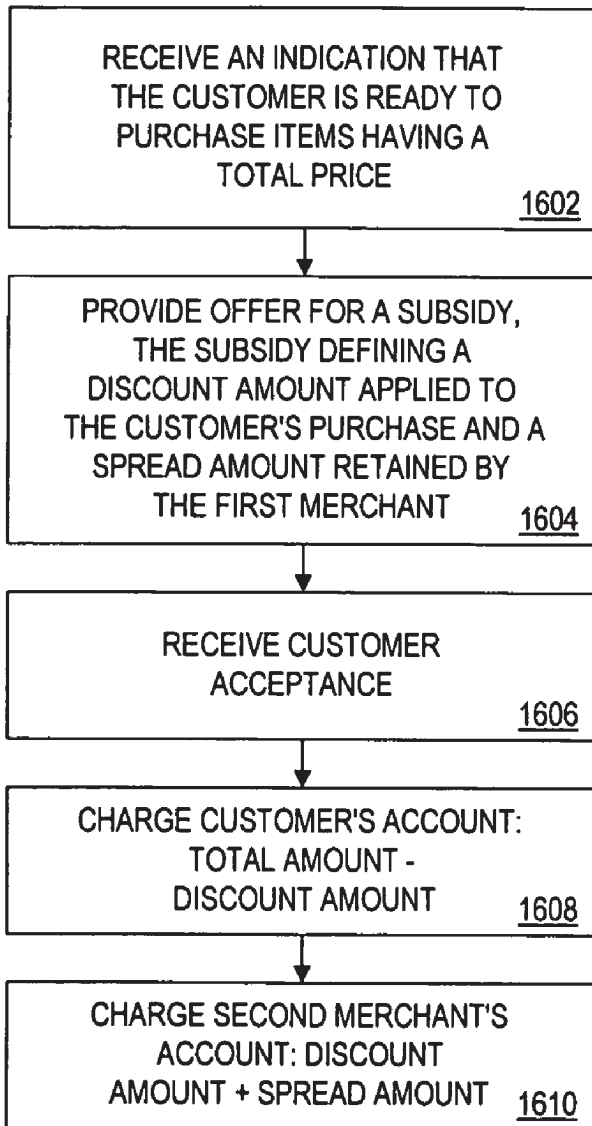 RECEIVE AN INDICATION THAT
THE CUSTOMER IS READY TO
PURCHASE ITEMS HAVING A
TOTAL PRICE
1602
PROVIDE OFFER FOR A SUBSIDY,
THE SUBSIDY DEFINING A
DISCOUNT AMOUNT APPLIED TO
THE CUSTOMER'S PURCHASE AND A
SPREAD AMOUNT RETAINED BY
THE FIRST MERCHANT
1604
RECEIVE CUSTOMER
ACCEPTANCE
1606
CHARGE CUSTOMER'S ACCOUNT:
TOTAL AMOUNT -
DISCOUNT AMOUNT
1608
CHARGE SECOND MERCHANT'S
ACCOUNT: DISCOUNT
AMOUNT + SPREAD AMOUNT
1610